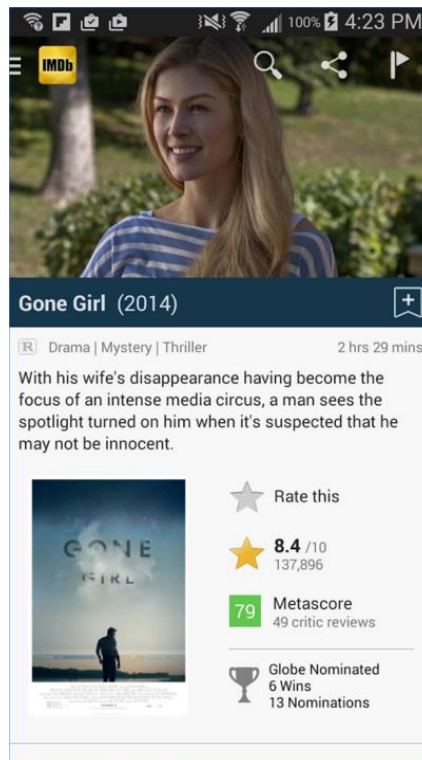 100% 4:23 PM
IMDb
Gone Girl (2014)
R Drama | Mystery | Thriller 2 hrs 29 mins
With his wife's disappearance having become the
focus of an intense media circus, a man sees the
spotlight turned on him when it's suspected that he
may not be innocent.
GONE
GIRL
Rate this
8.4 /10
137,896
79 Metascore
49 critic reviews
Globe Nominated
6 Wins
13 Nominations